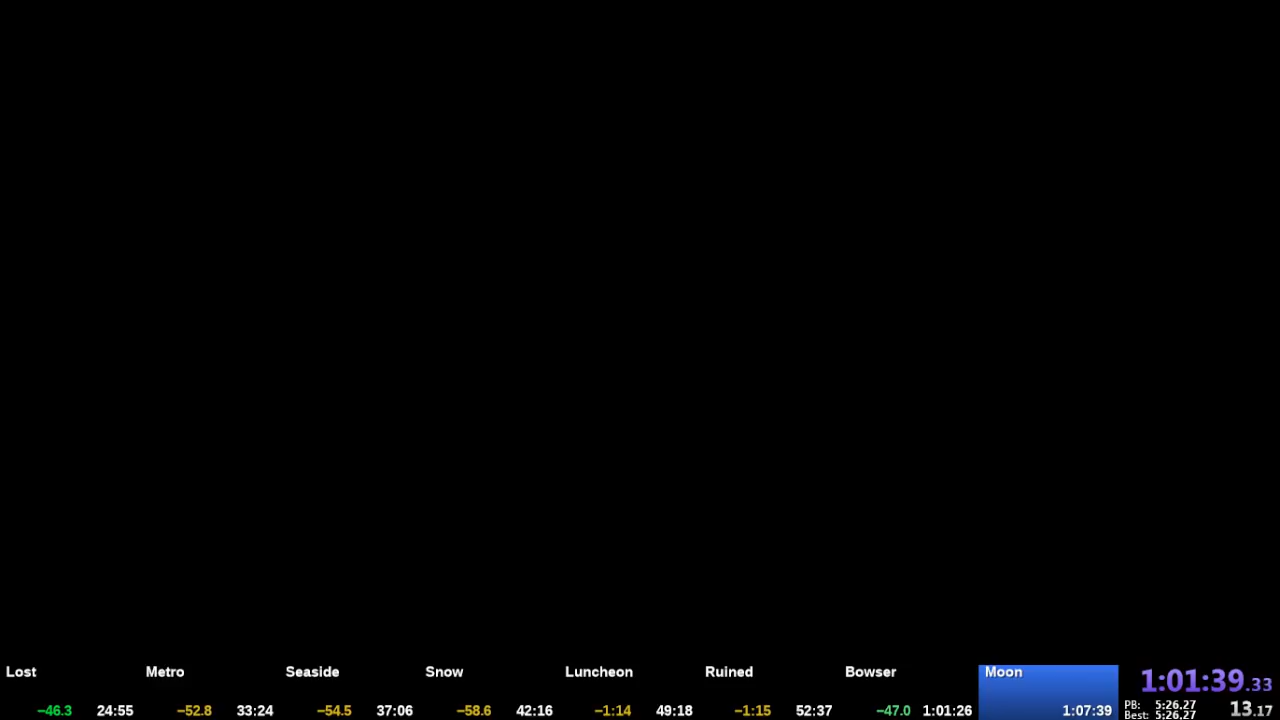 Lost Metro Seaside Snow Luncheon Ruined Bowser Moon 1:01:39.33
−46.3 24:55 −52.8 33:24 −54.5 37:06 −58.6 42:16 −1:14 49:18 −1:15 52:37 −47.0 1:01:26 1:07:39
PB: 5:26.27
Best: 5:26.27
13.17